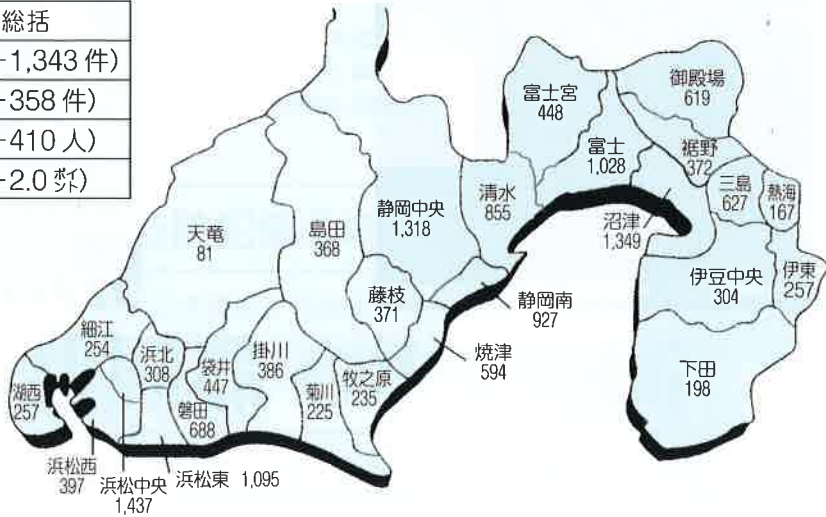 総括
-1,343 件)
-358 件)
-410 人)
-2.0 ポイント)
富士宮
448
御殿場
619
富士
1,028
裾野
372
三島
627
熱海
167
沼津
1,349
清水
855
静岡中央
1,318
島田
368
天竜
81
伊豆中央
304
伊東
257
藤枝
371
静岡南
927
焼津
594
下田
198
細江
254
浜北
308
袋井
447
掛川
386
菊川
225
牧之原
235
湖西
257
磐田
688
浜松西
397
浜松中央
1,437
浜松東 1,095